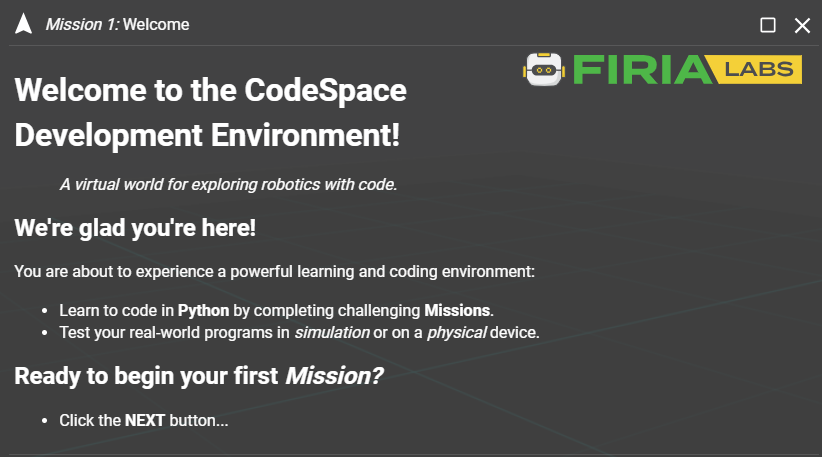 Mission 1: Welcome
FIRIA LABS
Welcome to the CodeSpace
Development Environment!
A virtual world for exploring robotics with code.
We're glad you're here!
You are about to experience a powerful learning and coding environment:
• Learn to code in Python by completing challenging Missions.
• Test your real-world programs in simulation or on a physical device.
Ready to begin your first Mission?
• Click the NEXT button...